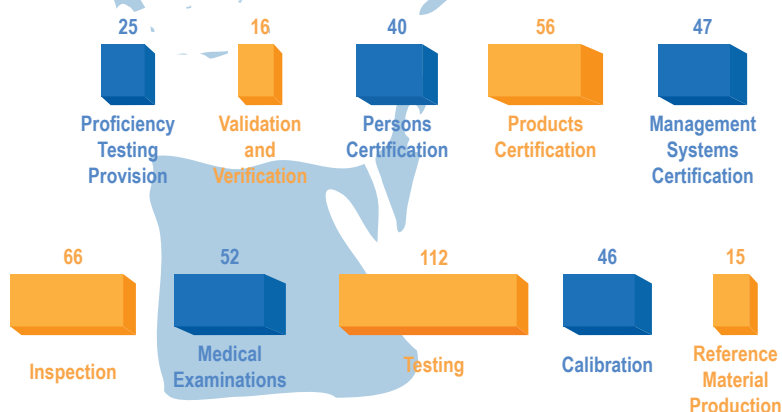 25 16 40 56 47
Proficiency
Testing
Provision
Validation
and
Verification
Persons
Certification
Products
Certification
Management
Systems
Certification
66 52 112 46 15
Inspection
Medical
Examinations
Testing
Calibration
Reference
Material
Production